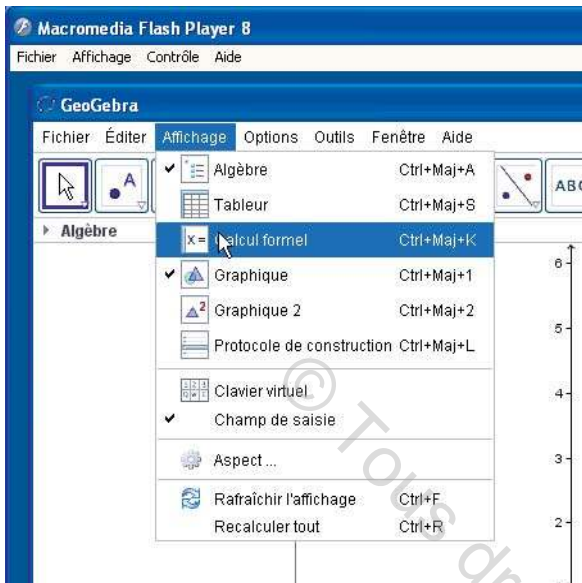 Macromedia Flash Player 8
Fichier Affichage Contrôle Aide
GeoGebra
Fichier Éditer Affichage Options Outils Fenêtre Aide
A ABC
Algèbre Ctrl+Maj+A
Tableur Ctrl+Maj+S
x= Calcul formel Ctrl+Maj+K
Algèbre
Graphique Ctrl+Maj+1
6
2 Graphique 2 Ctrl+Maj+2
5
Protocole de construction Ctrl+Maj+L
Clavier virtuel
4
Champ de saisie
Aspect ...
3
Rafraîchir l'affichage Ctrl+F
Recalculer tout Ctrl+R
2
© Tous dr